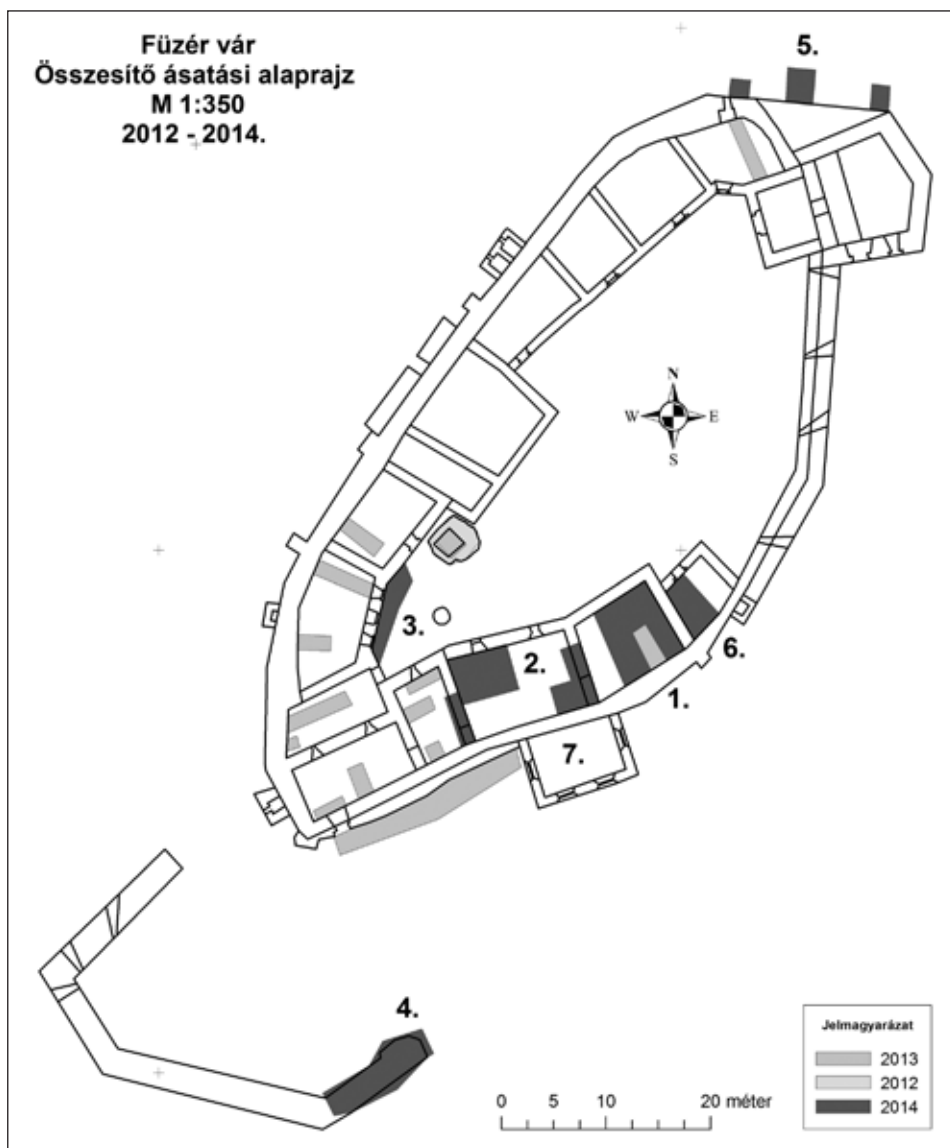 Füzér vár
Összesítő ásatási alaprajz
M 1:350
2012 - 2014.
5.
N
W E
S
3.
2.
6.
1.
7.
4.
Jelmagyarázat
2013
2012
2014
0 5 10 20 méter